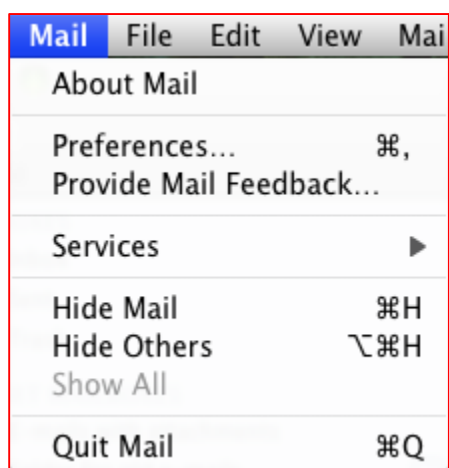 Mail File Edit View Mai
About Mail
Preferences... ⌘,
Provide Mail Feedback...
Services ▶
Hide Mail ⌘H
Hide Others ⌥⌘H
Show All
Quit Mail ⌘Q